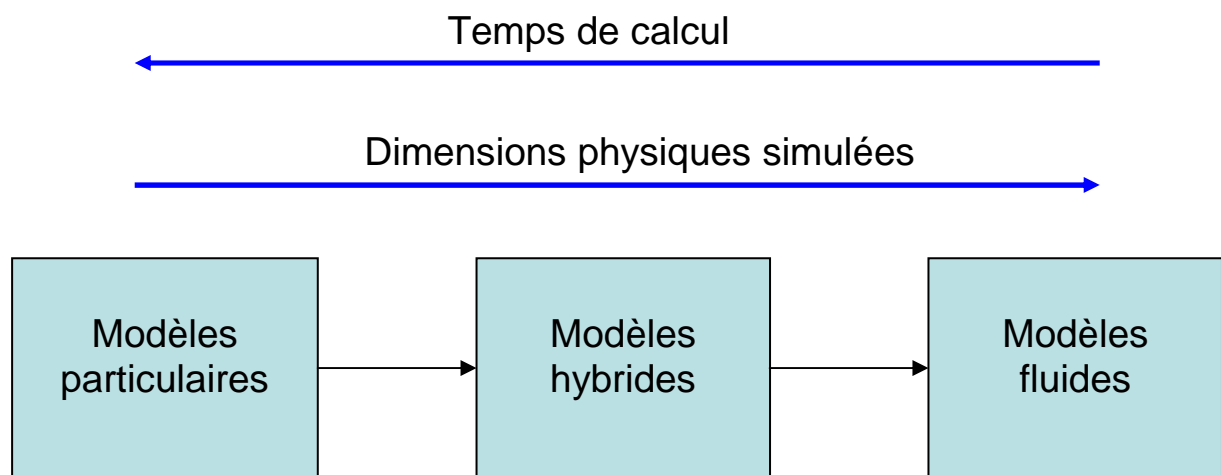 Temps de calcul
Dimensions physiques simulées
Modèles
particulaires
Modèles
hybrides
Modèles
fluides